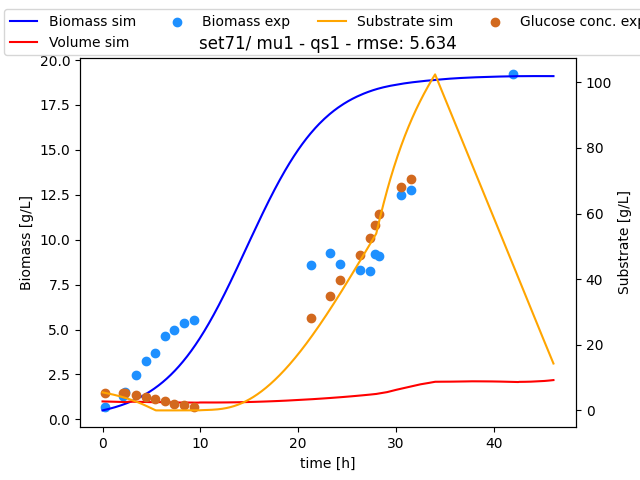 Biomass sim Biomass exp Substrate sim Glucose conc. exp
Volume sim
set71/ mu1 - qs1 - rmse: 5.634
20.0
17.5
15.0
12.5
10.0
7.5
5.0
2.5
0.0
Biomass [g/L]
100
80
60
40
20
0
Substrate [g/L]
0 10 20 30 40
time [h]